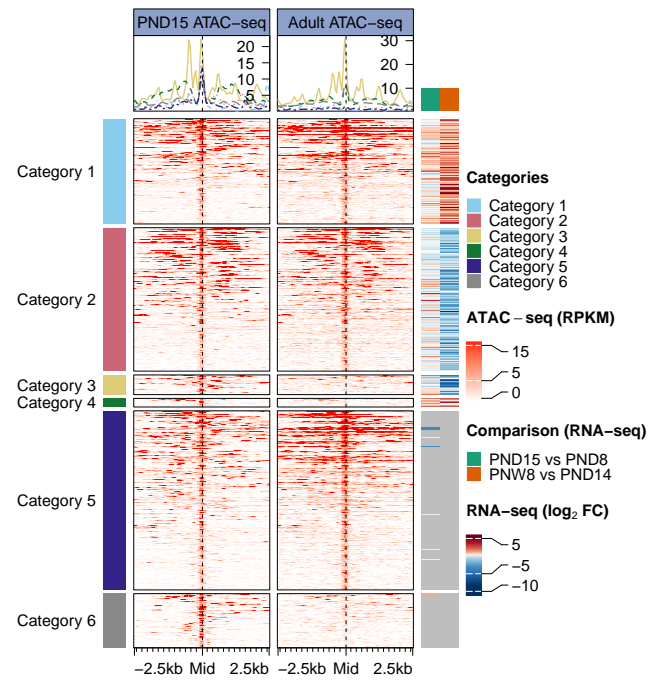 PND15 ATAC−seq
Adult ATAC−seq
20
15
10
5
30
20
10
Category 1
Category 2
Category 3
Category 4
Category 5
Category 6
−2.5kb Mid 2.5kb
−2.5kb Mid 2.5kb
Categories
Category 1
Category 2
Category 3
Category 4
Category 5
Category 6
ATAC − seq (RPKM)
15
5
0
Comparison (RNA−seq)
PND15 vs PND8
PNW8 vs PND14
RNA−seq (log₂ FC)
5
−5
−10